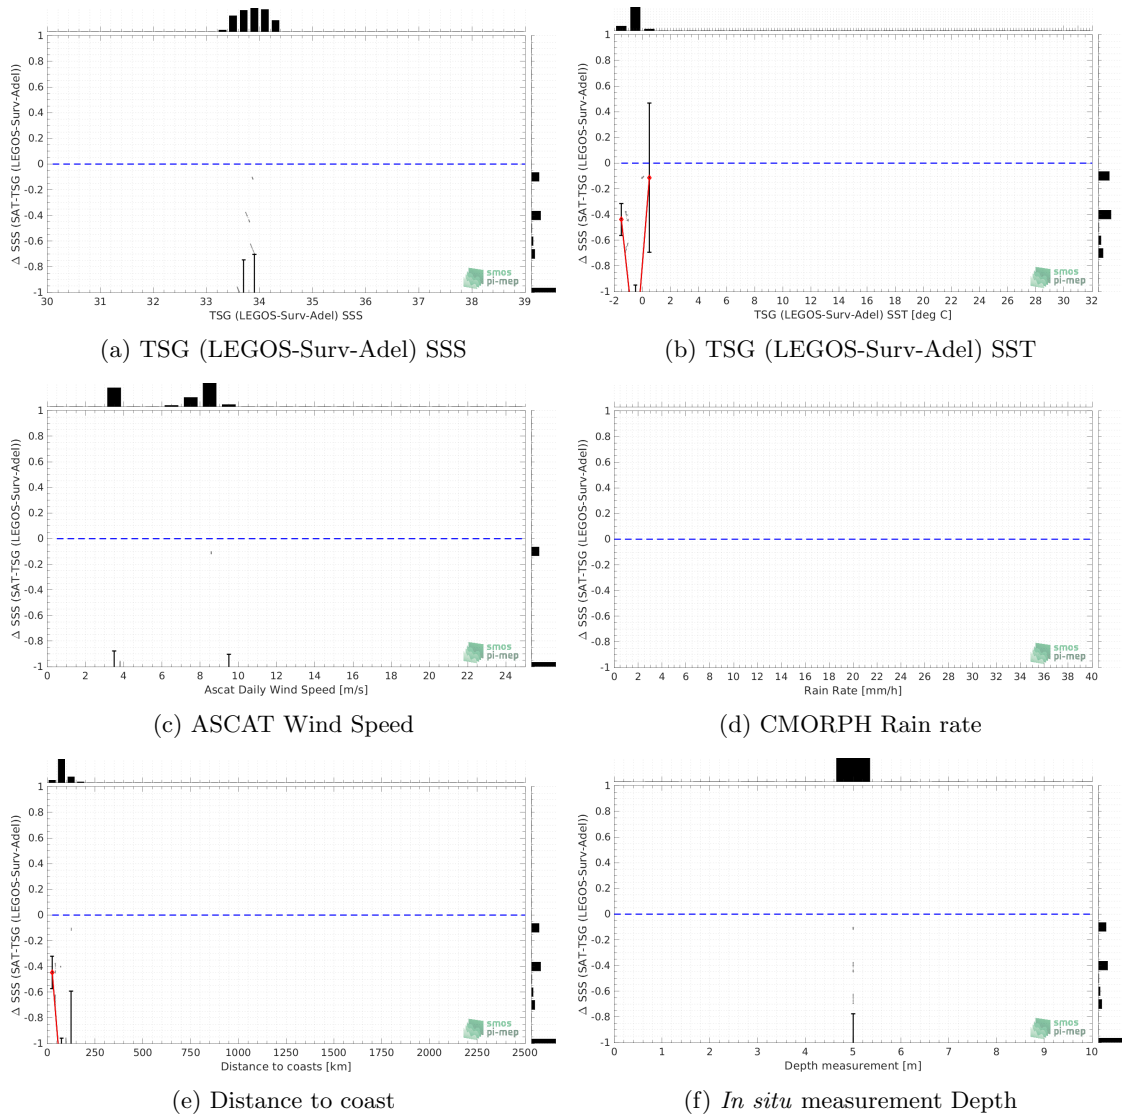 1
0.8
0.6
0.4
0.2
0
-0.2
-0.4
-0.6
-0.8
-1
Δ SSS (SAT-TSG (LEGOS-Surv-Adel))
smos
pi-mep
30 31 32 33 34 35 36 37 38 39
TSG (LEGOS-Surv-Adel) SSS
(a) TSG (LEGOS-Surv-Adel) SSS
1
0.8
0.6
0.4
0.2
0
-0.2
-0.4
-0.6
-0.8
-1
Δ SSS (SAT-TSG (LEGOS-Surv-Adel))
smos
pi-mep
-2 0 2 4 6 8 10 12 14 16 18 20 22 24 26 28 30 32
TSG (LEGOS-Surv-Adel) SST [deg C]
(b) TSG (LEGOS-Surv-Adel) SST
1
0.8
0.6
0.4
0.2
0
-0.2
-0.4
-0.6
-0.8
-1
Δ SSS (SAT-TSG (LEGOS-Surv-Adel))
smos
pi-mep
0 2 4 6 8 10 12 14 16 18 20 22 24
Ascat Daily Wind Speed [m/s]
(c) ASCAT Wind Speed
1
0.8
0.6
0.4
0.2
0
-0.2
-0.4
-0.6
-0.8
-1
Δ SSS (SAT-TSG (LEGOS-Surv-Adel))
smos
pi-mep
0 2 4 6 8 10 12 14 16 18 20 22 24 26 28 30 32 34 36 38 40
Rain Rate [mm/h]
(d) CMORPH Rain rate
1
0.8
0.6
0.4
0.2
0
-0.2
-0.4
-0.6
-0.8
-1
Δ SSS (SAT-TSG (LEGOS-Surv-Adel))
smos
pi-mep
0 250 500 750 1000 1250 1500 1750 2000 2250 2500
Distance to coasts [km]
(e) Distance to coast
1
0.8
0.6
0.4
0.2
0
-0.2
-0.4
-0.6
-0.8
-1
Δ SSS (SAT-TSG (LEGOS-Surv-Adel))
smos
pi-mep
0 1 2 3 4 5 6 7 8 9 10
Depth measurement [m]
(f) In situ measurement Depth